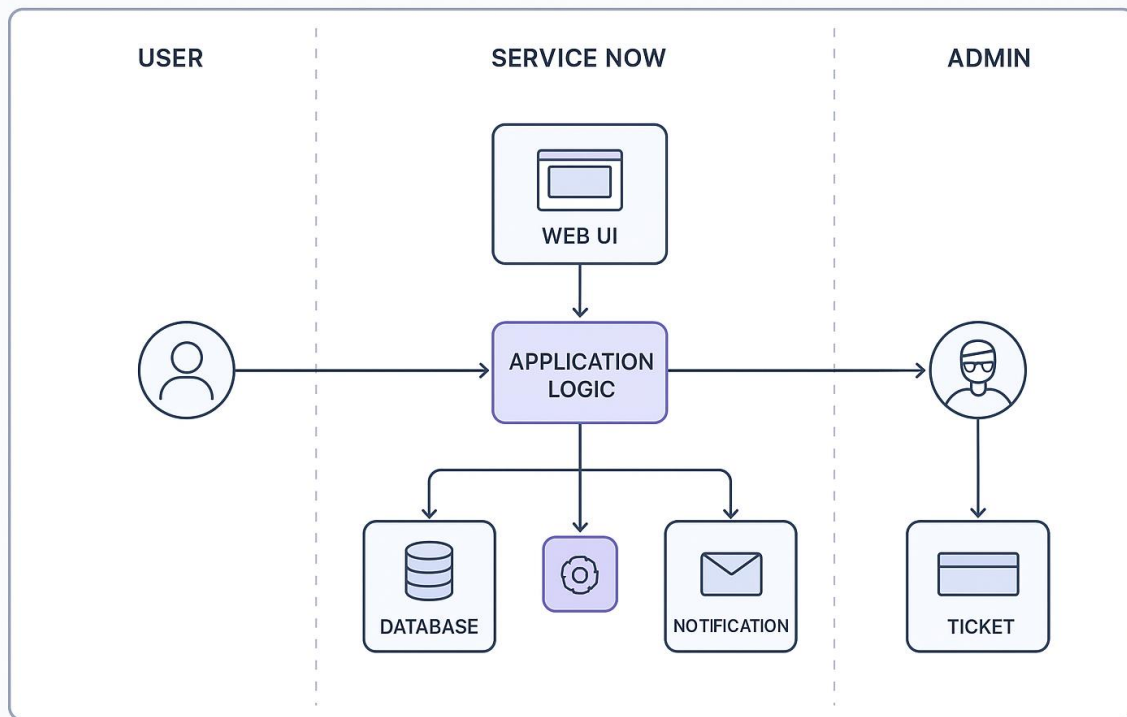 USER
SERVICE NOW
ADMIN
WEB UI
APPLICATION
LOGIC
DATABASE
NOTIFICATION
TICKET